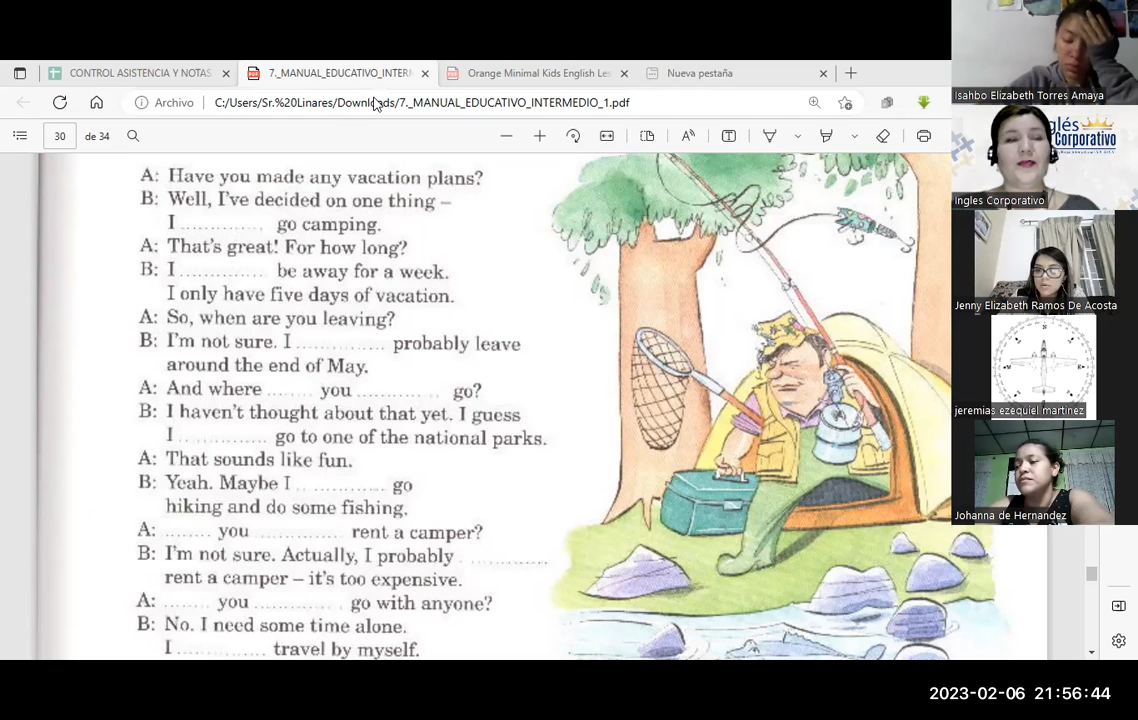 CONTROL ASISTENCIA Y NOTAS
7._MANUAL_EDUCATIVO_INTERM
Orange Minimal Kids English Les
Nueva pestaña
Archivo
C:/Users/Sr.%20Linares/Downloads/7._MANUAL_EDUCATIVO_INTERMEDIO_1.pdf
30 de 34
A: Have you made any vacation plans?
B: Well, I've decided on one thing –
I ............. go camping.
A: That's great! For how long?
B: I ............. be away for a week.
I only have five days of vacation.
A: So, when are you leaving?
B: I'm not sure. I ............. probably leave
around the end of May.
A: And where ....... you ............. go?
B: I haven't thought about that yet. I guess
I ............. go to one of the national parks.
A: That sounds like fun.
B: Yeah. Maybe I ............. go
hiking and do some fishing.
A: ....... you ............. rent a camper?
B: I'm not sure. Actually, I probably .............
rent a camper – it's too expensive.
A: ....... you ............. go with anyone?
B: No. I need some time alone.
I ............. travel by myself.
Isahbo Elizabeth Torres Amaya
glés
Corporativo
Ingles Corporativo
Jenny Elizabeth Ramos De Acosta
jeremias ezequiel martinez
Johanna de Hernandez
2023-02-06 21:56:44